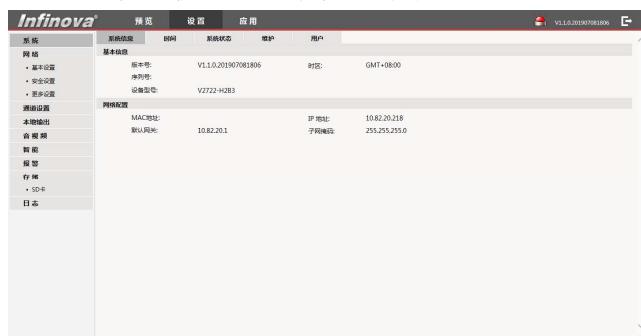 Infinova
预览 设置 应用
V1.1.0.201907081806
系统
网络
• 基本设置
• 安全设置
• 更多设置
通道设置
本地输出
音视频
智能
报警
存储
• SD卡
日志
系统信息 时间 系统状态 维护 用户
基本信息
版本号: V1.1.0.201907081806 时区: GMT+08:00
序列号:
设备型号: V2722-H2B3
网络配置
MAC地址: IP 地址: 10.82.20.218
默认网关: 10.82.20.1 子网掩码: 255.255.255.0